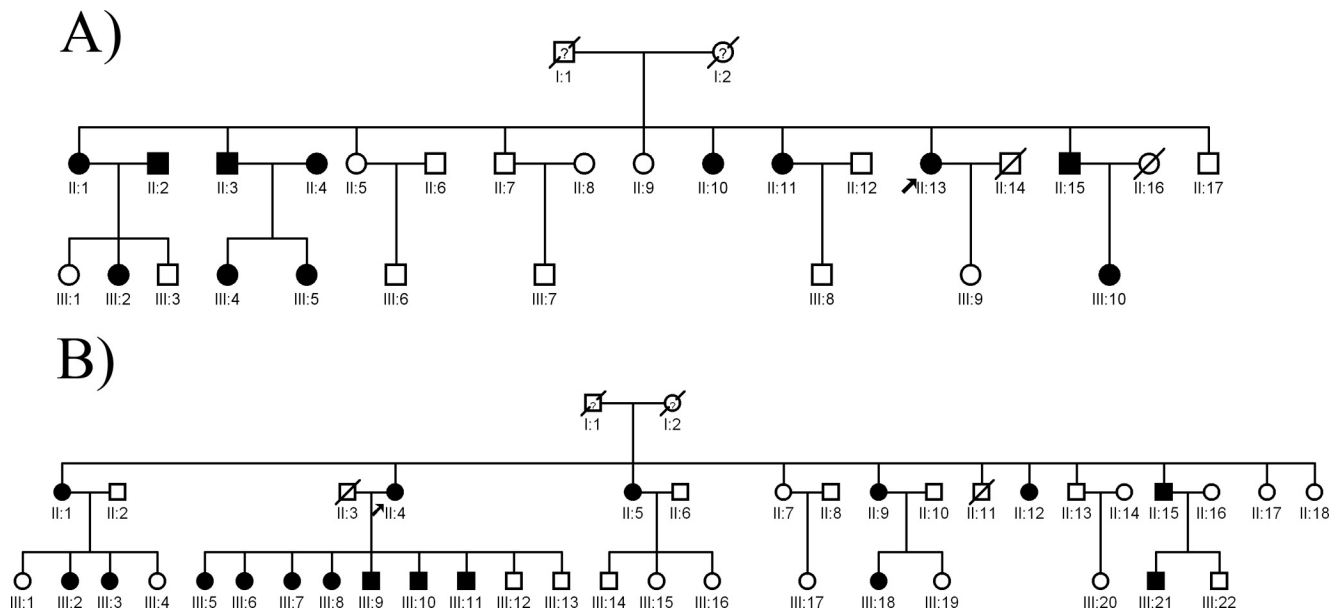 A)
? ?
I:1 I:2
II:1 II:2 II:3 II:4 II:5 II:6 II:7 II:8 II:9 II:10 II:11 II:12 II:13 II:14 II:15 II:16 II:17
III:1 III:2 III:3 III:4 III:5 III:6 III:7 III:8 III:9 III:10
B)
? ?
I:1 I:2
II:1 II:2 II:3 II:4 II:5 II:6 II:7 II:8 II:9 II:10 II:11 II:12 II:13 II:14 II:15 II:16 II:17 II:18
III:1 III:2 III:3 III:4 III:5 III:6 III:7 III:8 III:9 III:10 III:11 III:12 III:13 III:14 III:15 III:16 III:17 III:18 III:19 III:20 III:21 III:22